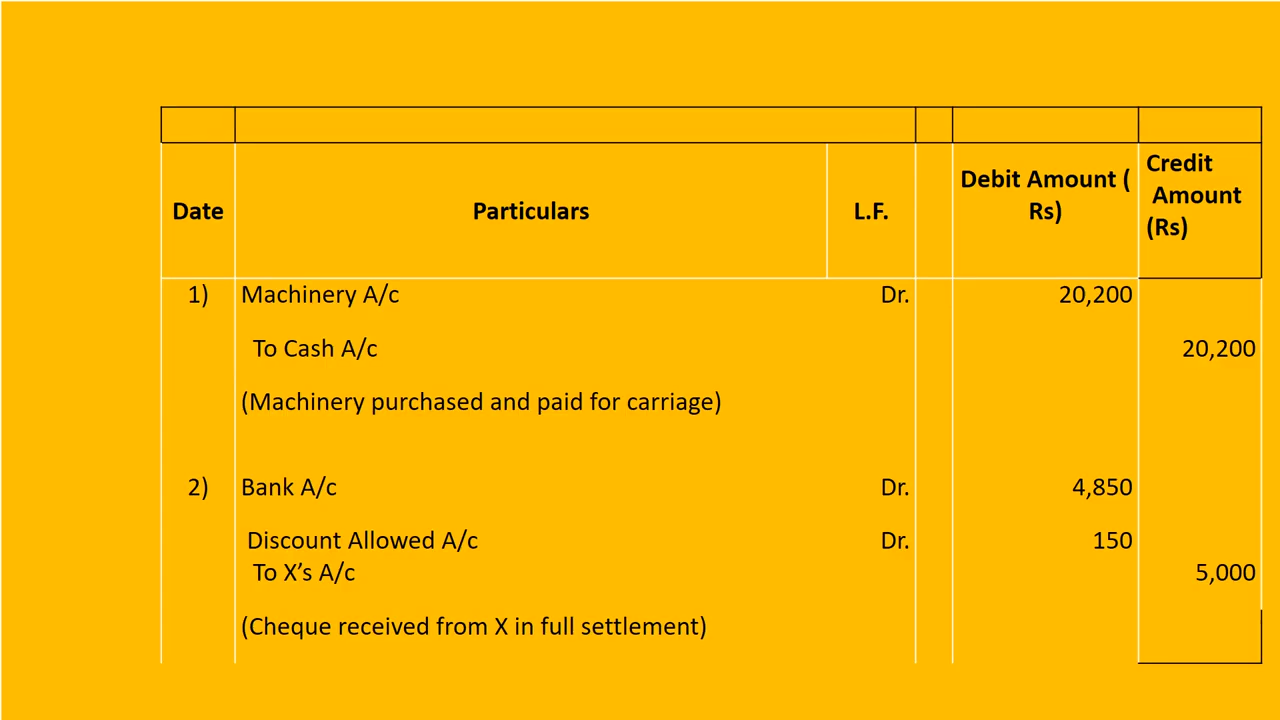 Date Particulars L.F. Debit Amount ( Rs) Credit Amount (Rs)
1) Machinery A/c Dr. 20,200
To Cash A/c 20,200
(Machinery purchased and paid for carriage)
2) Bank A/c Dr. 4,850
Discount Allowed A/c Dr. 150
To X’s A/c 5,000
(Cheque received from X in full settlement)